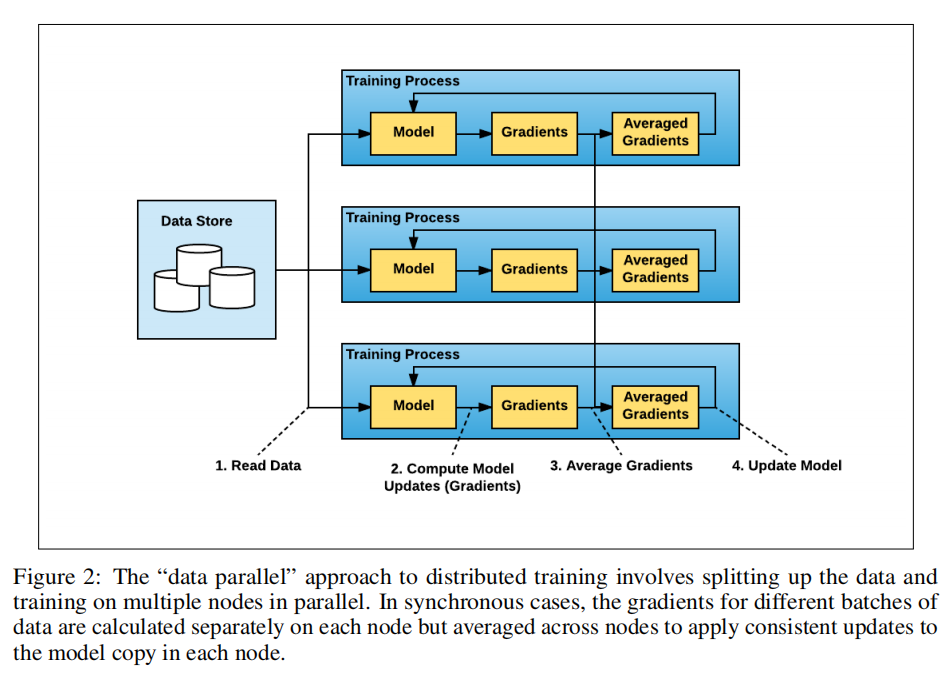 Training Process
Model
Gradients
Averaged
Gradients
Data Store
Training Process
Model
Gradients
Averaged
Gradients
Training Process
Model
Gradients
Averaged
Gradients
1. Read Data
2. Compute Model
Updates (Gradients)
3. Average Gradients
4. Update Model
Figure 2: The “data parallel” approach to distributed training involves splitting up the data and
training on multiple nodes in parallel. In synchronous cases, the gradients for different batches of
data are calculated separately on each node but averaged across nodes to apply consistent updates to
the model copy in each node.